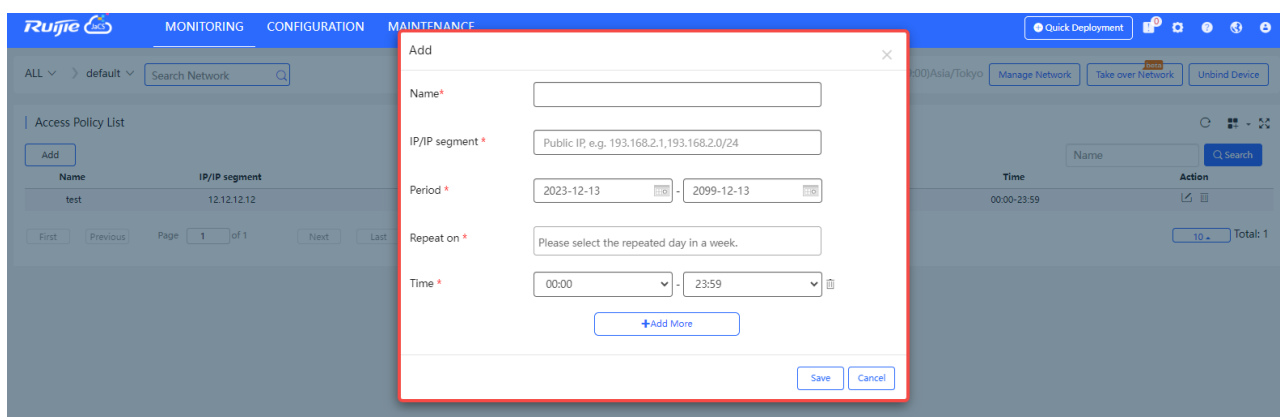 Ruijie JaCS MONITORING CONFIGURATION MAINTENANCE Quick Deployment 0
ALL default Search Network :00)Asia/Tokyo Manage Network Take over Network Unbind Device
Access Policy List
Add Name Search
Name IP/IP segment Time Action
test 12.12.12.12 00:00-23:59
First Previous Page 1 of 1 Next Last 10 Total: 1
Add
Name*
IP/IP segment * Public IP, e.g. 193.168.2.1,193.168.2.0/24
Period * 2023-12-13 - 2099-12-13
Repeat on * Please select the repeated day in a week.
Time * 00:00 - 23:59
+Add More
Save Cancel